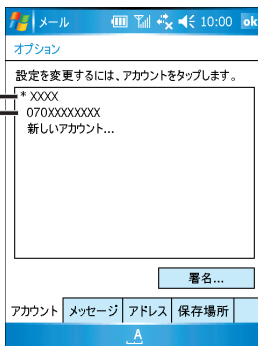 メール 10:00 ok
オプション
設定を変更するには、アカウントをタップします。
* XXXX
070XXXXXXXX
新しいアカウント...
署名...
アカウント メッセージ アドレス 保存場所
A